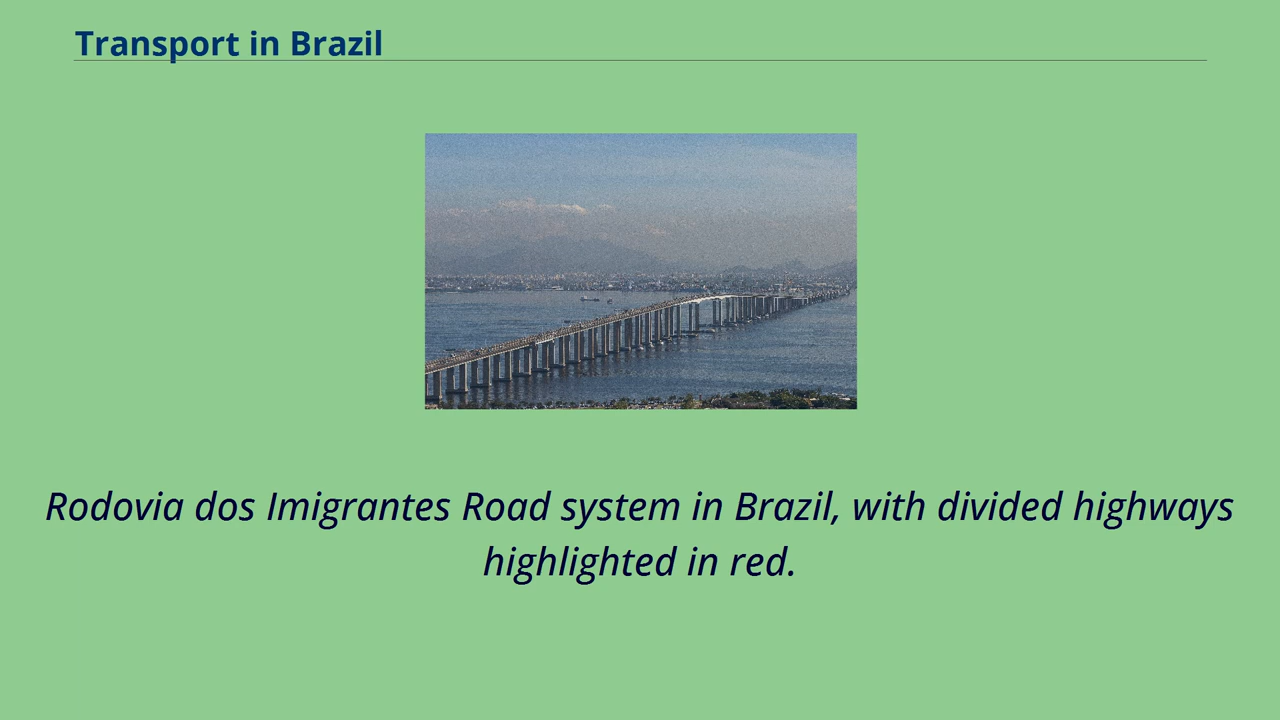 Transport in Brazil
Rodovia dos Imigrantes Road system in Brazil, with divided highways
highlighted in red.